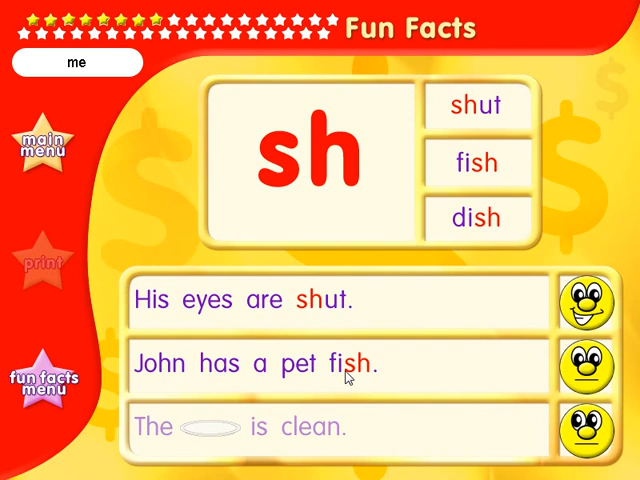 Fun Facts
me
main
menu
print
fun facts
menu
sh
shut
fish
dish
His eyes are shut.
John has a pet fish.
The is clean.